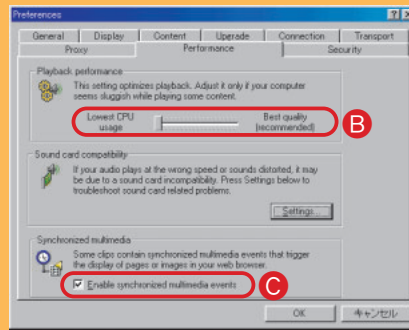 Preferences
General Display Content Upgrade Connection Transport
Proxy Performance Security
Playback performance
This setting optimizes playback. Adjust it only if your computer
seems sluggish while playing some content.
Lowest CPU usage
Best quality (recommended)
B
Sound card compatibility
If your audio plays at the wrong speed or sounds distorted, it may
be due to a sound card incompatibility. Press Settings below to
troubleshoot sound card related problems.
Settings...
Synchronized multimedia
Some clips contain synchronized multimedia events that trigger
the display of pages or images in your web browser.
Enable synchronized multimedia events
C
OK キャンセル